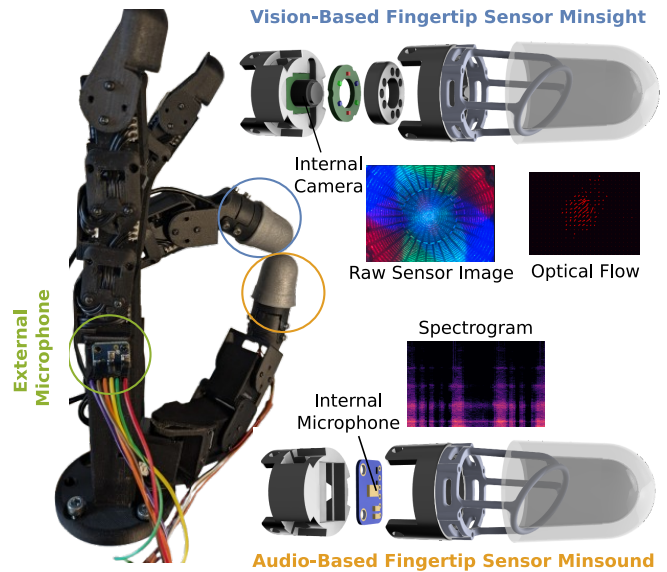 Vision-Based Fingertip Sensor Minsight
Internal
Camera
Raw Sensor Image
Optical Flow
External
Microphone
Spectrogram
Internal
Microphone
Audio-Based Fingertip Sensor Minsound